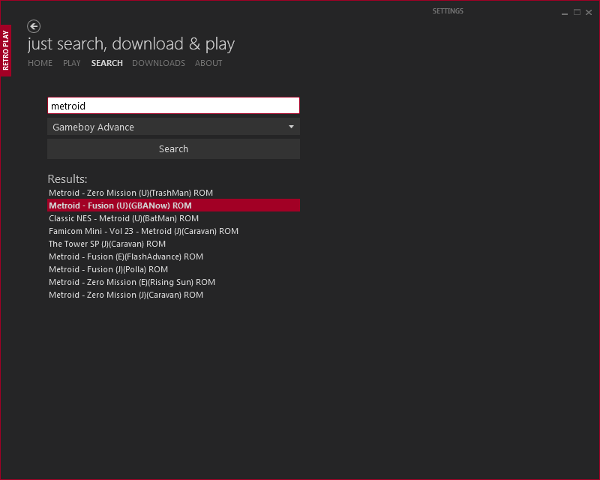 SETTINGS
RETRO PLAY
just search, download & play
HOME PLAY SEARCH DOWNLOADS ABOUT
metroid
Gameboy Advance
Search
Results:
Metroid - Zero Mission (U)(TrashMan) ROM
Metroid - Fusion (U)(GBANow) ROM
Classic NES - Metroid (U)(BatMan) ROM
Famicom Mini - Vol 23 - Metroid (J)(Caravan) ROM
The Tower SP (J)(Caravan) ROM
Metroid - Fusion (E)(FlashAdvance) ROM
Metroid - Fusion (J)(Polla) ROM
Metroid - Zero Mission (E)(Rising Sun) ROM
Metroid - Zero Mission (J)(Caravan) ROM